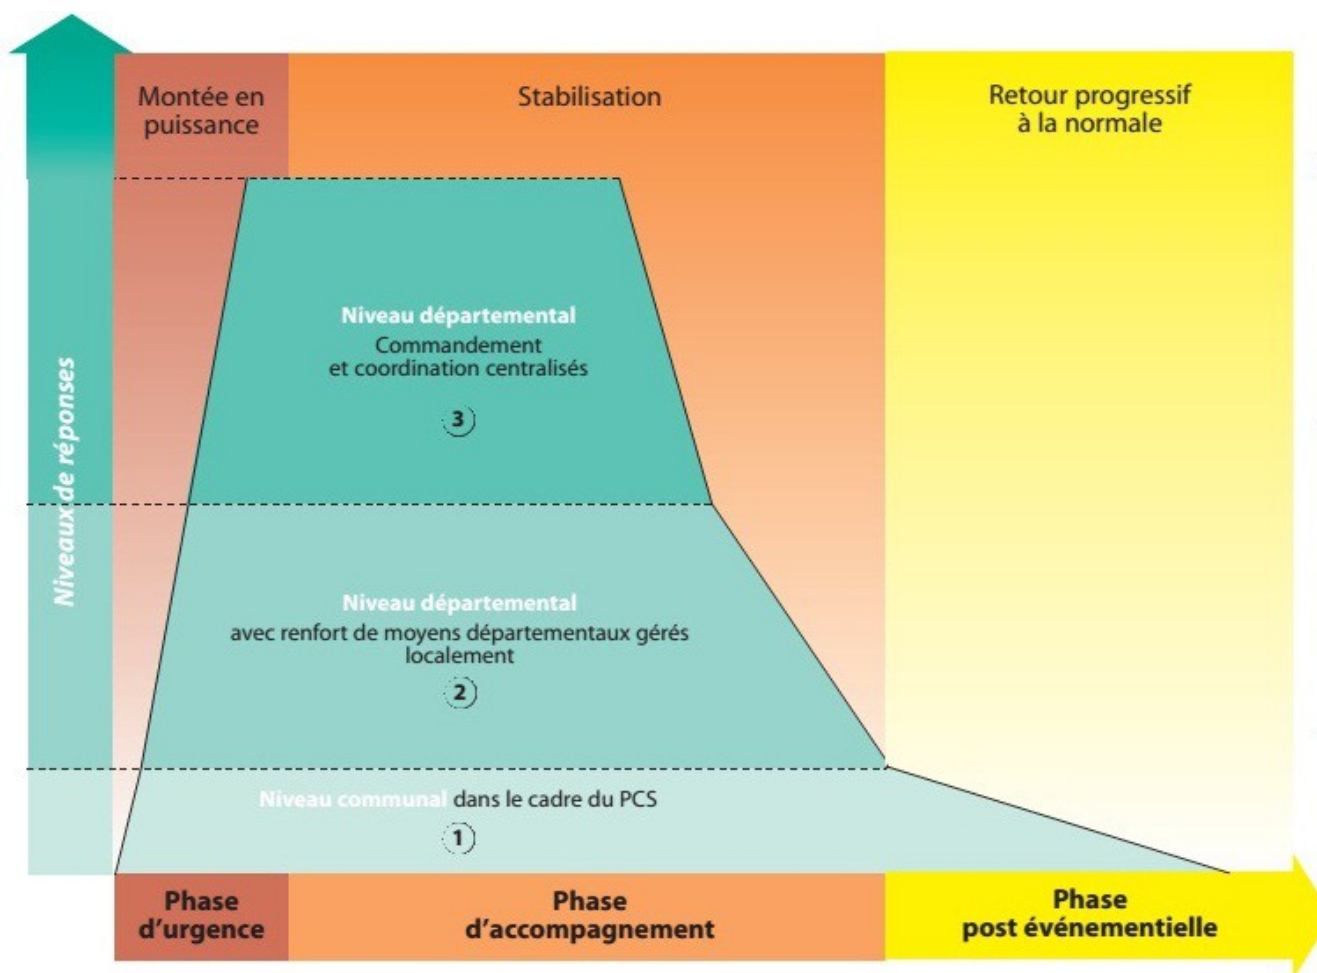 Montée en
puissance
Stabilisation
Retour progressif
à la normale
Niveaux de réponses
Niveau départemental
Commandement
et coordination centralisés
3
Niveau départemental
avec renfort de moyens départementaux gérés
localement
2
Niveau communal dans le cadre du PCS
1
Phase
d'urgence
Phase
d'accompagnement
Phase
post événementielle